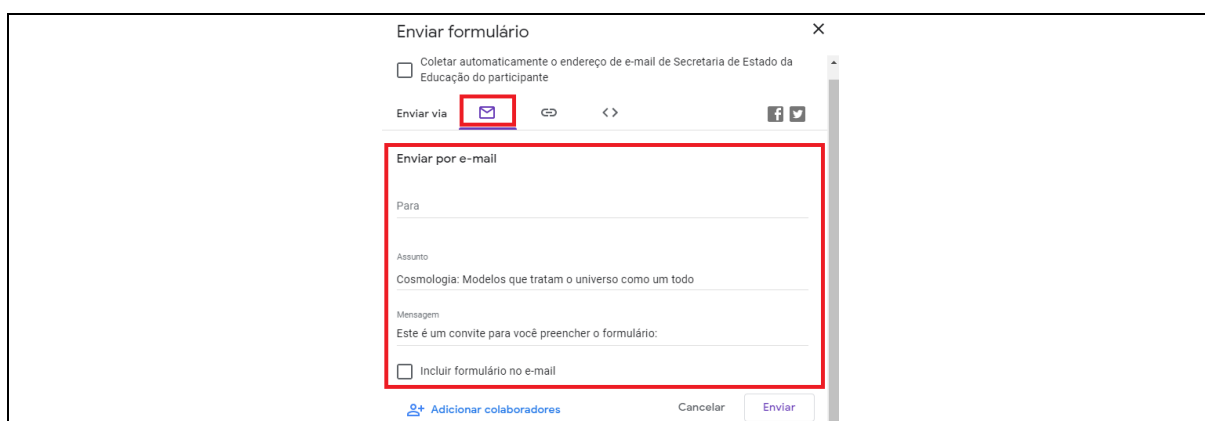 Enviar formulário
Coletar automaticamente o endereço de e-mail de Secretaria de Estado da
Educação do participante
Enviar via
Enviar por e-mail
Para
Assunto
Cosmologia: Modelos que tratam o universo como um todo
Mensagem
Este é um convite para você preencher o formulário:
Incluir formulário no e-mail
Adicionar colaboradores Cancelar Enviar